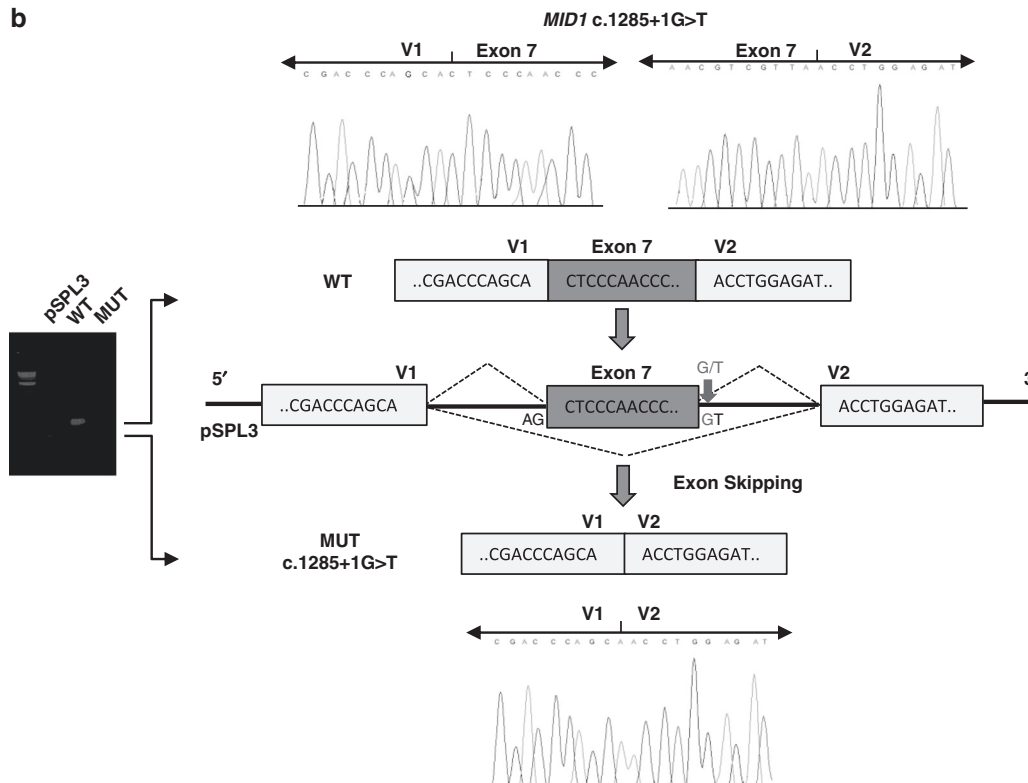 b
MID1 c.1285+1G>T
V1 Exon 7
Exon 7 V2
C G A C C C A G C A C T C C C A A C C C
A A C G T C G T T A A C C T G G A G A T
V1 Exon 7 V2
WT
..CGACCCAGCA CTCCCAACCC.. ACCTGGAGAT..
pSPL3
WT
MUT
5′ V1 Exon 7 G/T V2 3
..CGACCCAGCA CTCCCAACCC.. ACCTGGAGAT..
pSPL3 AG GT
Exon Skipping
V1 V2
MUT
c.1285+1G>T
..CGACCCAGCA ACCTGGAGAT..
V1 V2
C G A C C C A G C A A C C T G G A G A T